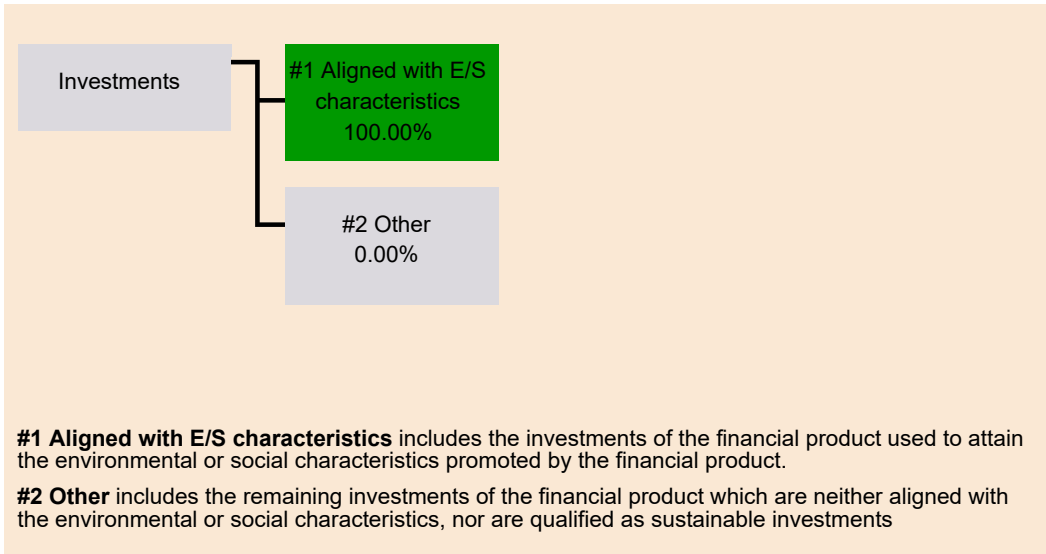 Investments
#1 Aligned with E/S
characteristics
100.00%
#2 Other
0.00%
#1 Aligned with E/S characteristics includes the investments of the financial product used to attain
the environmental or social characteristics promoted by the financial product.
#2 Other includes the remaining investments of the financial product which are neither aligned with
the environmental or social characteristics, nor are qualified as sustainable investments